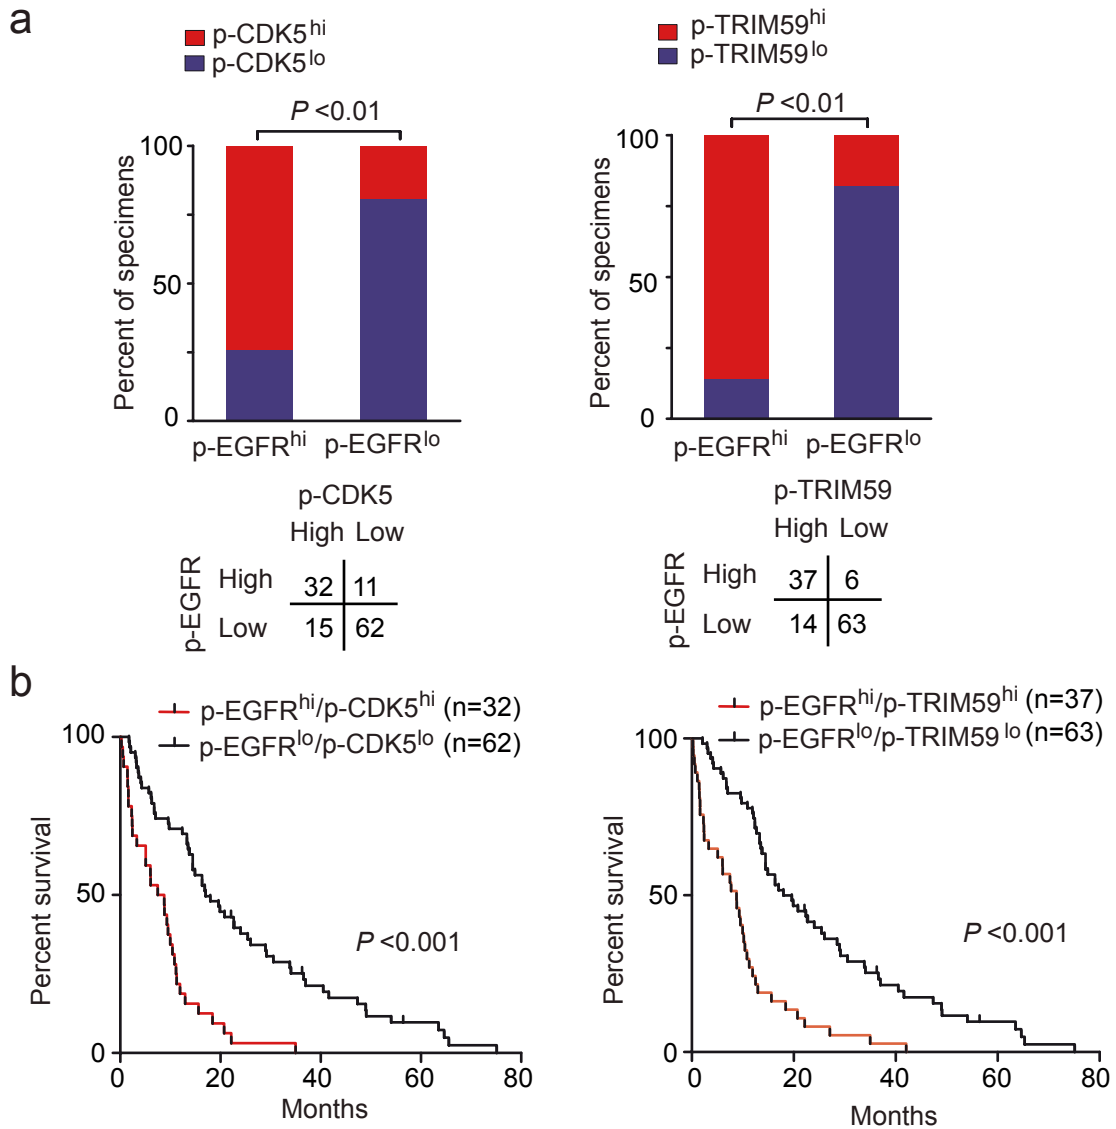 a
p-CDK5hi
p-CDK5lo
P <0.01
Percent of specimens
100
50
0
p-EGFRhi p-EGFRlo
p-CDK5
High Low
p-EGFR
High 32 11
Low 15 62
p-TRIM59hi
p-TRIM59lo
P <0.01
Percent of specimens
100
50
0
p-EGFRhi p-EGFRlo
p-TRIM59
High Low
p-EGFR
High 37 6
Low 14 63
b
p-EGFRhi/p-CDK5hi (n=32)
p-EGFRlo/p-CDK5lo (n=62)
Percent survival
100
50
0
P <0.001
0 20 40 60 80
Months
p-EGFRhi/p-TRIM59hi (n=37)
p-EGFRlo/p-TRIM59 lo (n=63)
Percent survival
100
50
0
P <0.001
0 20 40 60 80
Months